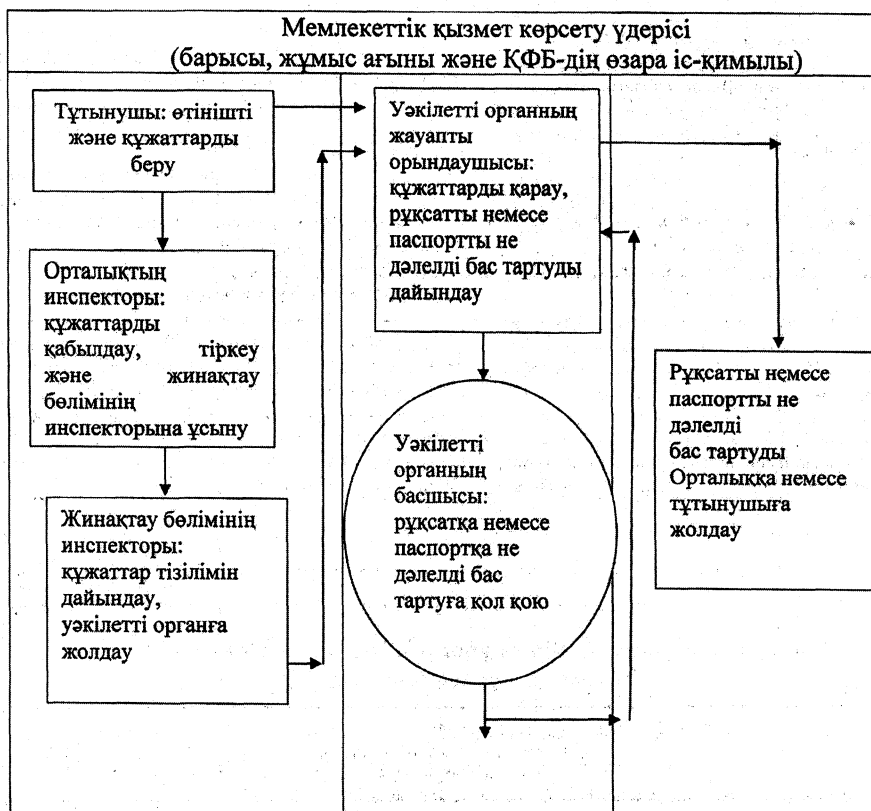 Мемлекеттік қызмет көрсету үдерісі
(барысы, жұмыс ағыны және ҚФБ-дің өзара іс-қимылы)
Тұтынушы: өтінішті
және құжаттарды
беру
Орталықтың
инспекторы:
құжаттарды
қабылдау, тіркеу
және жинақтау
бөлімінің
инспекторына ұсыну
Жинақтау бөлімінің
инспекторы:
құжаттар тізілімін
дайындау,
уәкілетті органға
жолдау
Уәкілетті органның
жауапты
орындаушысы:
құжаттарды қарау,
рұқсатты немесе
паспортты не
дәлелді бас тартуды
дайындау
Уәкілетті
органның
басшысы:
рұқсатқа немесе
паспортқа не
дәлелді бас
тартуға қол қою
Рұқсатты немесе
паспортты не
дәлелді
бас тартуды
Орталыққа немесе
тұтынушыға
жолдау